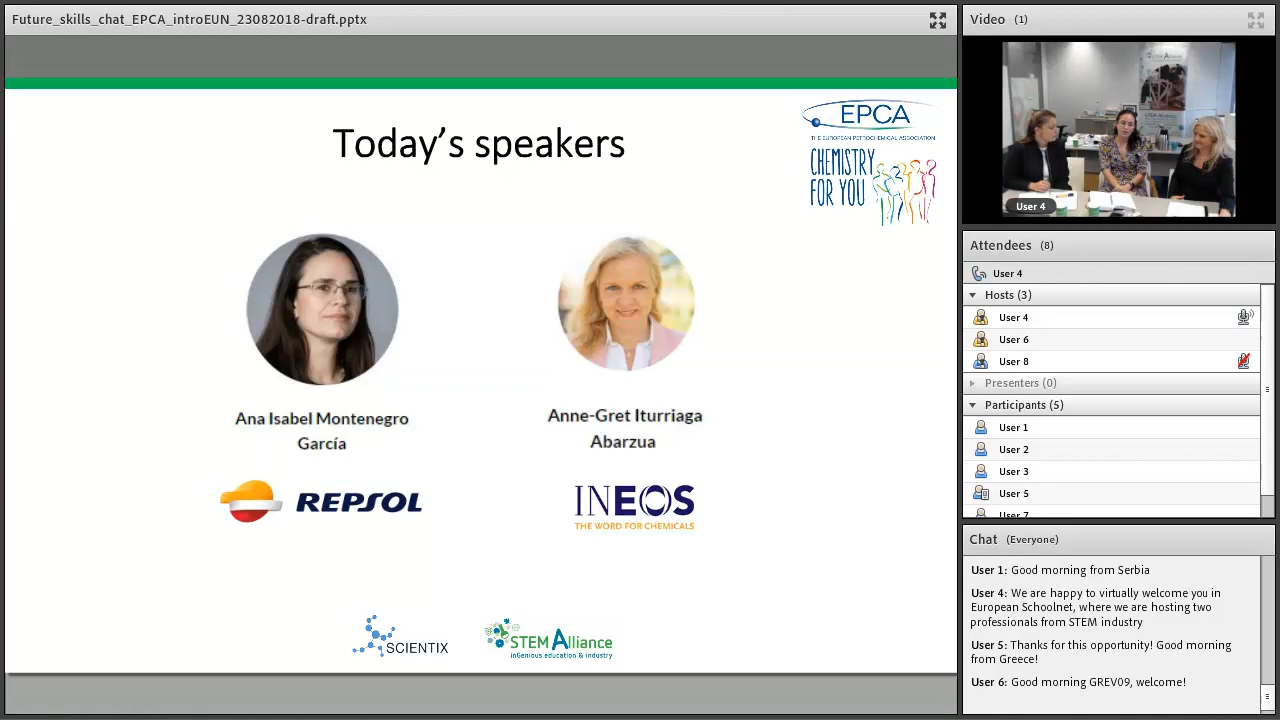 Future_skills_chat_EPCA_introEUN_23082018-draft.pptx
Today's speakers
EPCA
THE EUROPEAN PETROCHEMICAL ASSOCIATION
CHEMISTRY
FOR YOU
Ana Isabel Montenegro
García
Anne-Gret Iturriaga
Abarzua
REPSOL
INEOS
THE WORD FOR CHEMICALS
SCIENTIX
STEM Alliance
inGenious education & industry
Video (1)
STEM Alliance
User 4
Attendees (8)
User 4
Hosts (3)
User 4
User 6
User 8
Presenters (0)
Participants (5)
User 1
User 2
User 3
User 5
User 7
Chat (Everyone)
User 1: Good morning from Serbia
User 4: We are happy to virtually welcome you in
European Schoolnet, where we are hosting two
professionals from STEM industry
User 5: Thanks for this opportunity! Good morning
from Greece!
User 6: Good morning GREV09, welcome!